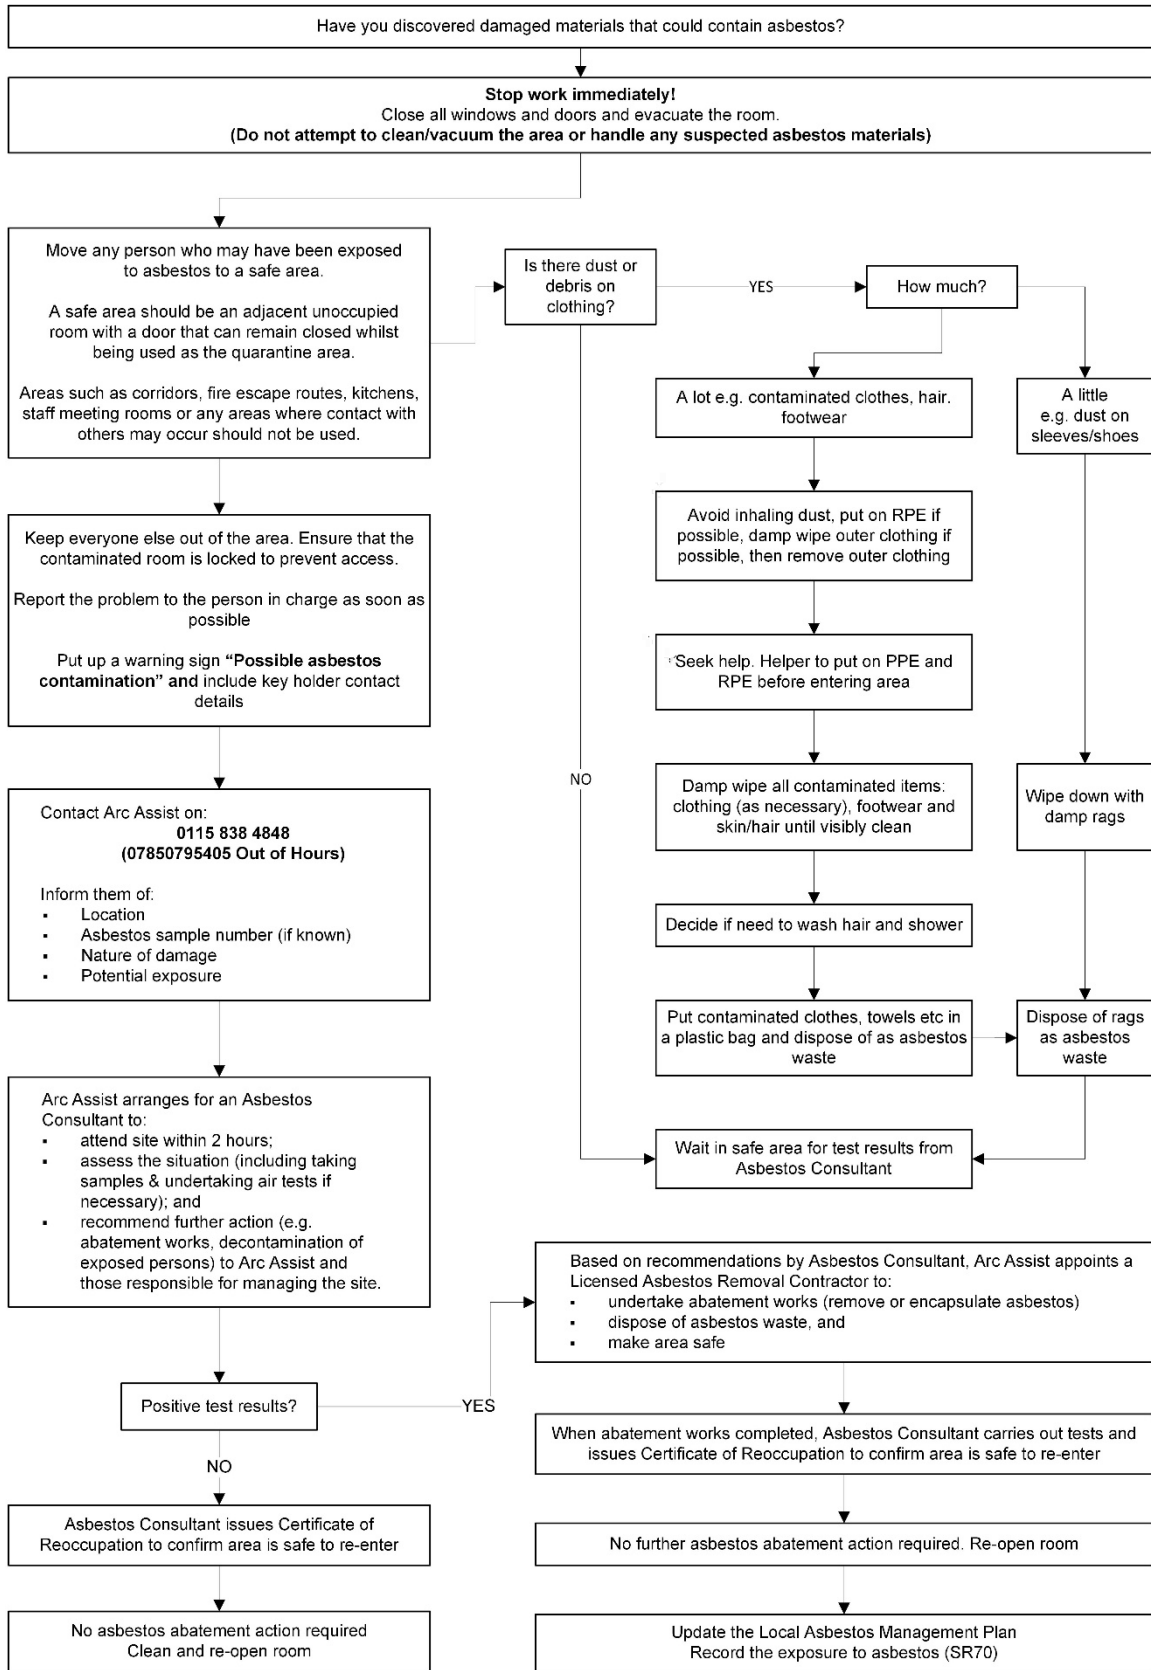 Have you discovered damaged materials that could contain asbestos?
Stop work immediately!
Close all windows and doors and evacuate the room.
(Do not attempt to clean/vacuum the area or handle any suspected asbestos materials)
Move any person who may have been exposed
to asbestos to a safe area.
A safe area should be an adjacent unoccupied
room with a door that can remain closed whilst
being used as the quarantine area.
Areas such as corridors, fire escape routes, kitchens,
staff meeting rooms or any areas where contact with
others may occur should not be used.
Is there dust or
debris on
clothing?
YES
How much?
A lot e.g. contaminated clothes, hair.
footwear
A little
e.g. dust on
sleeves/shoes
Avoid inhaling dust, put on RPE if
possible, damp wipe outer clothing if
possible, then remove outer clothing
Keep everyone else out of the area. Ensure that the
contaminated room is locked to prevent access.
Report the problem to the person in charge as soon as
possible
Put up a warning sign “Possible asbestos
contamination” and include key holder contact
details
Seek help. Helper to put on PPE and
RPE before entering area
NO
Damp wipe all contaminated items:
clothing (as necessary), footwear and
skin/hair until visibly clean
Wipe down with
damp rags
Contact Arc Assist on:
0115 838 4848
(07850795405 Out of Hours)
Inform them of:
▪ Location
▪ Asbestos sample number (if known)
▪ Nature of damage
▪ Potential exposure
Decide if need to wash hair and shower
Put contaminated clothes, towels etc in
a plastic bag and dispose of as asbestos
waste
Dispose of rags
as asbestos
waste
Arc Assist arranges for an Asbestos
Consultant to:
▪ attend site within 2 hours;
▪ assess the situation (including taking
samples & undertaking air tests if
necessary); and
▪ recommend further action (e.g.
abatement works, decontamination of
exposed persons) to Arc Assist and
those responsible for managing the site.
Wait in safe area for test results from
Asbestos Consultant
Based on recommendations by Asbestos Consultant, Arc Assist appoints a
Licensed Asbestos Removal Contractor to:
▪ undertake abatement works (remove or encapsulate asbestos)
▪ dispose of asbestos waste, and
▪ make area safe
Positive test results?
YES
When abatement works completed, Asbestos Consultant carries out tests and
issues Certificate of Reoccupation to confirm area is safe to re-enter
NO
Asbestos Consultant issues Certificate of
Reoccupation to confirm area is safe to re-enter
No further asbestos abatement action required. Re-open room
No asbestos abatement action required
Clean and re-open room
Update the Local Asbestos Management Plan
Record the exposure to asbestos (SR70)